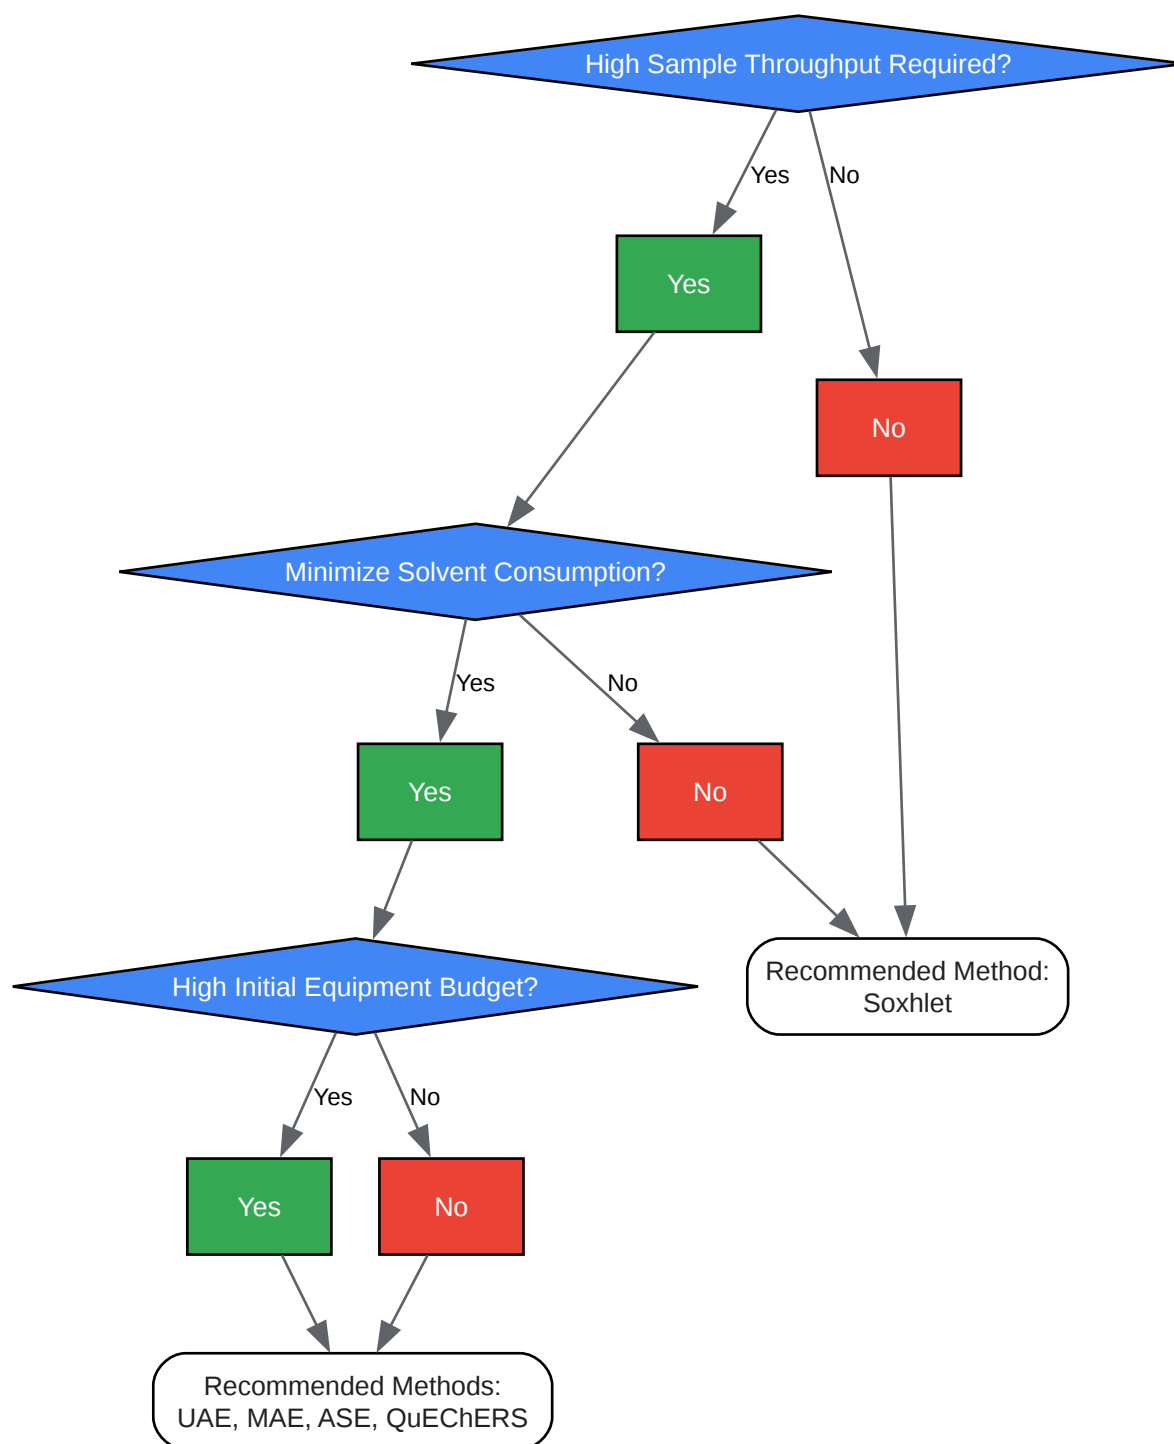 High Sample Throughput Required?
Yes
No
Yes
No
Minimize Solvent Consumption?
Yes
No
Yes
No
High Initial Equipment Budget?
Recommended Method:
Soxhlet
Yes
No
Yes
No
Recommended Methods:
UAE, MAE, ASE, QuEChERS